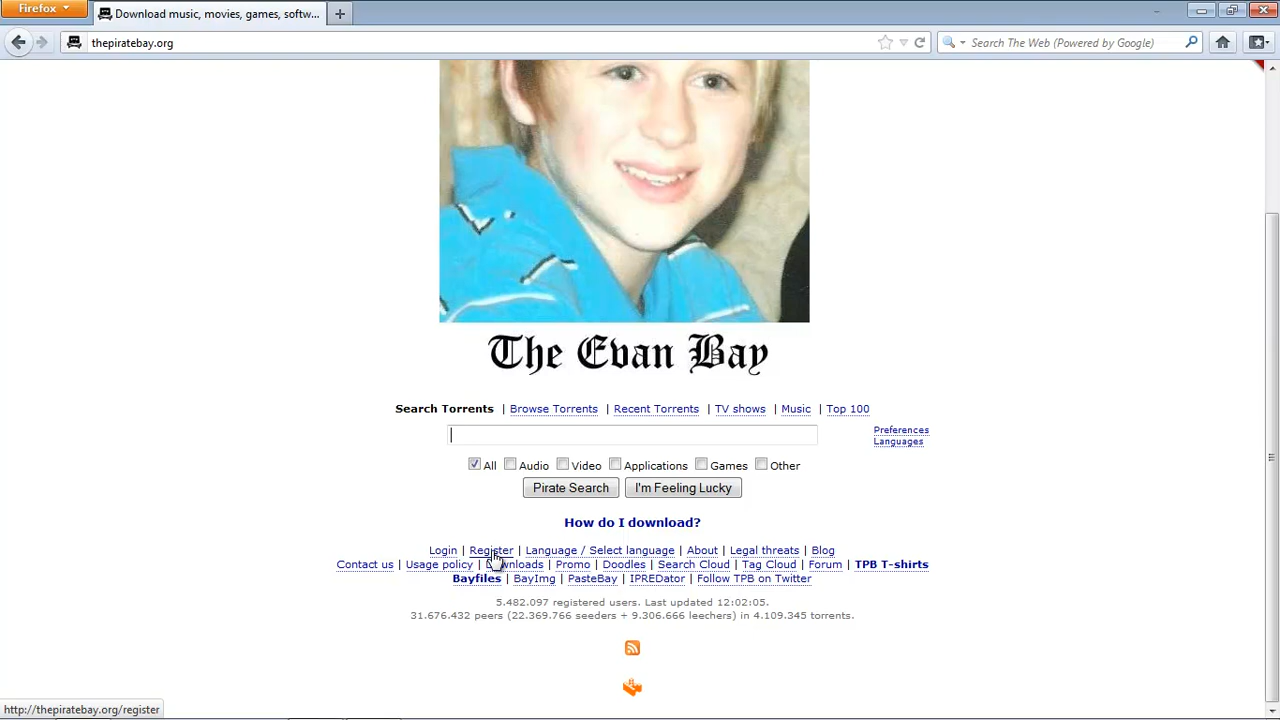 Firefox
Download music, movies, games, softw...
thepiratebay.org
Search The Web (Powered by Google)
The Evan Bay
Search Torrents | Browse Torrents | Recent Torrents | TV shows | Music | Top 100
Preferences
Languages
All Audio Video Applications Games Other
Pirate Search I'm Feeling Lucky
How do I download?
Login | Register | Language / Select language | About | Legal threats | Blog
Contact us | Usage policy | Downloads | Promo | Doodles | Search Cloud | Tag Cloud | Forum | TPB T-shirts
Bayfiles | BayImg | PasteBay | IPREDator | Follow TPB on Twitter
5.482.097 registered users. Last updated 12:02:05.
31.676.432 peers (22.369.766 seeders + 9.306.666 leechers) in 4.109.345 torrents.
http://thepiratebay.org/register